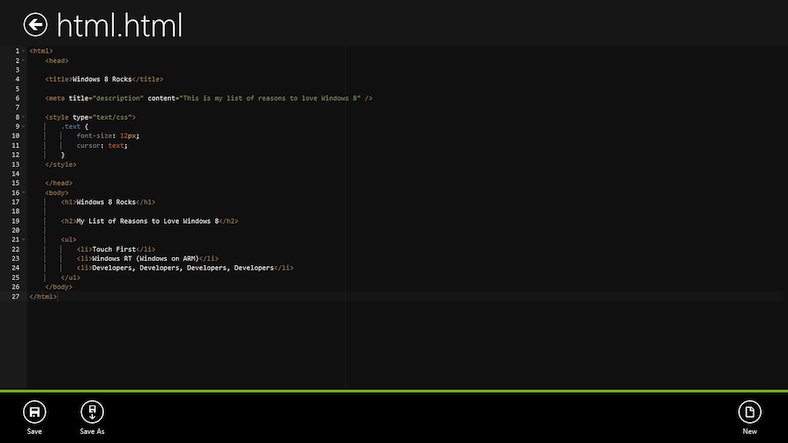 html.html
1 <html>
2 <head>
3
4 <title>Windows 8 Rocks</title>
5
6 <meta title="description" content="This is my list of reasons to love Windows 8" />
7
8 <style type="text/css">
9 .text {
10 font-size: 12px;
11 cursor: text;
12 }
13 </style>
14
15 </head>
16 <body>
17 <h1>Windows 8 Rocks</h1>
18
19 <h2>My List of Reasons to Love Windows 8</h2>
20
21 <ul>
22 <li>Touch First</li>
23 <li>Windows RT (Windows on ARM)</li>
24 <li>Developers, Developers, Developers, Developers</li>
25 </ul>
26 </body>
27 </html>
Save
Save As
New